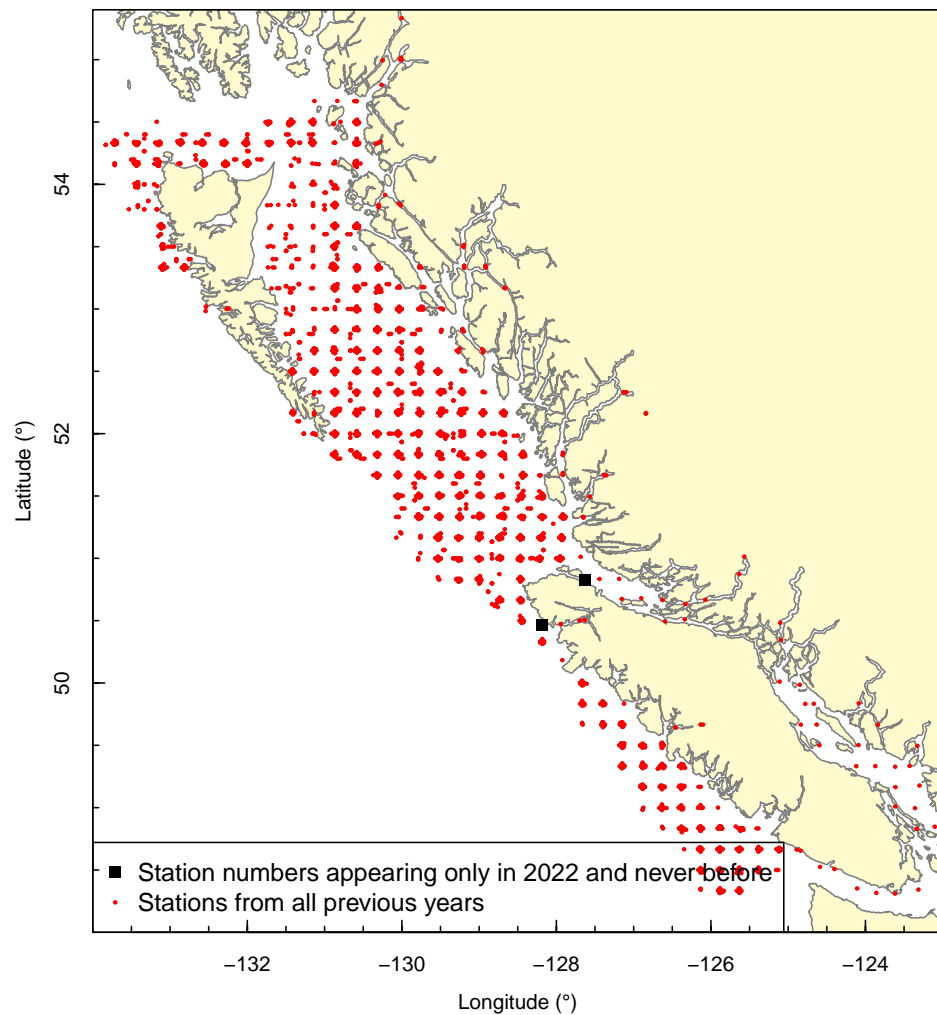 54
52
50
Latitude (°)
Station numbers appearing only in 2022 and never before
Stations from all previous years
−132
−130
−128
−126
−124
Longitude (°)